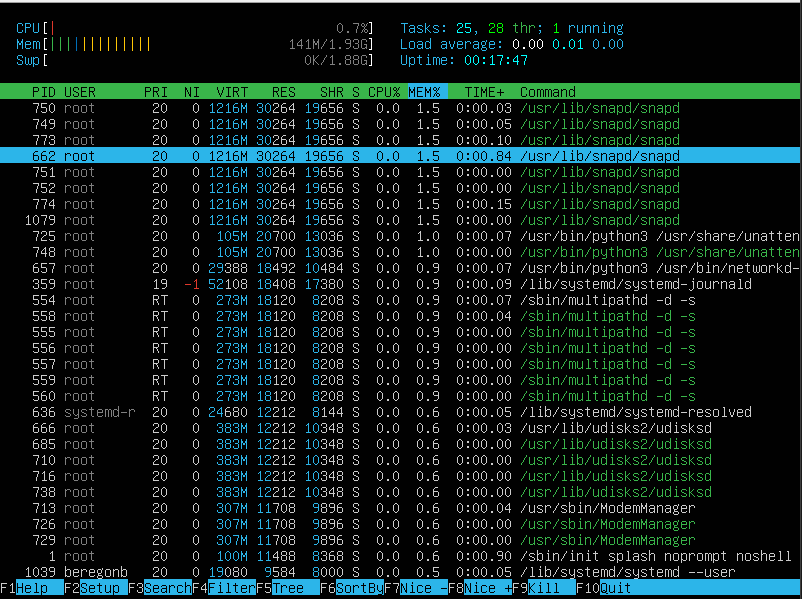 CPU[| 0.7%] Tasks: 25, 28 thr; 1 running
Mem[||||||||||||| 141M/1.93G] Load average: 0.00 0.01 0.00
Swp[ 0K/1.88G] Uptime: 00:17:47
PID USER PRI NI VIRT RES SHR S CPU% MEM% TIME+ Command
750 root 20 0 1216M 30264 19656 S 0.0 1.5 0:00.03 /usr/lib/snapd/snapd
749 root 20 0 1216M 30264 19656 S 0.0 1.5 0:00.05 /usr/lib/snapd/snapd
773 root 20 0 1216M 30264 19656 S 0.0 1.5 0:00.10 /usr/lib/snapd/snapd
662 root 20 0 1216M 30264 19656 S 0.0 1.5 0:00.84 /usr/lib/snapd/snapd
751 root 20 0 1216M 30264 19656 S 0.0 1.5 0:00.00 /usr/lib/snapd/snapd
752 root 20 0 1216M 30264 19656 S 0.0 1.5 0:00.00 /usr/lib/snapd/snapd
774 root 20 0 1216M 30264 19656 S 0.0 1.5 0:00.15 /usr/lib/snapd/snapd
1079 root 20 0 1216M 30264 19656 S 0.0 1.5 0:00.00 /usr/lib/snapd/snapd
725 root 20 0 105M 20700 13036 S 0.0 1.0 0:00.07 /usr/bin/python3 /usr/share/unatten
748 root 20 0 105M 20700 13036 S 0.0 1.0 0:00.00 /usr/bin/python3 /usr/share/unatten
657 root 20 0 29388 18492 10484 S 0.0 0.9 0:00.07 /usr/bin/python3 /usr/bin/networkd-
359 root 19 -1 52108 18408 17380 S 0.0 0.9 0:00.09 /lib/systemd/systemd-journald
554 root RT 0 273M 18120 8208 S 0.0 0.9 0:00.07 /sbin/multipathd -d -s
558 root RT 0 273M 18120 8208 S 0.0 0.9 0:00.04 /sbin/multipathd -d -s
555 root RT 0 273M 18120 8208 S 0.0 0.9 0:00.00 /sbin/multipathd -d -s
556 root RT 0 273M 18120 8208 S 0.0 0.9 0:00.00 /sbin/multipathd -d -s
557 root RT 0 273M 18120 8208 S 0.0 0.9 0:00.00 /sbin/multipathd -d -s
559 root RT 0 273M 18120 8208 S 0.0 0.9 0:00.00 /sbin/multipathd -d -s
560 root RT 0 273M 18120 8208 S 0.0 0.9 0:00.00 /sbin/multipathd -d -s
636 systemd-r 20 0 24680 12212 8144 S 0.0 0.6 0:00.05 /lib/systemd/systemd-resolved
666 root 20 0 383M 12212 10348 S 0.0 0.6 0:00.03 /usr/lib/udisks2/udisksd
685 root 20 0 383M 12212 10348 S 0.0 0.6 0:00.00 /usr/lib/udisks2/udisksd
710 root 20 0 383M 12212 10348 S 0.0 0.6 0:00.00 /usr/lib/udisks2/udisksd
716 root 20 0 383M 12212 10348 S 0.0 0.6 0:00.00 /usr/lib/udisks2/udisksd
738 root 20 0 383M 12212 10348 S 0.0 0.6 0:00.00 /usr/lib/udisks2/udisksd
713 root 20 0 307M 11708 9896 S 0.0 0.6 0:00.04 /usr/sbin/ModemManager
726 root 20 0 307M 11708 9896 S 0.0 0.6 0:00.00 /usr/sbin/ModemManager
729 root 20 0 307M 11708 9896 S 0.0 0.6 0:00.00 /usr/sbin/ModemManager
1 root 20 0 100M 11488 8368 S 0.0 0.6 0:00.90 /sbin/init splash noprompt noshell
1039 beregonb 20 0 19080 9584 8000 S 0.0 0.5 0:00.05 /lib/systemd/systemd --user
F1Help F2Setup F3SearchF4FilterF5Tree F6SortByF7Nice -F8Nice +F9Kill F10Quit